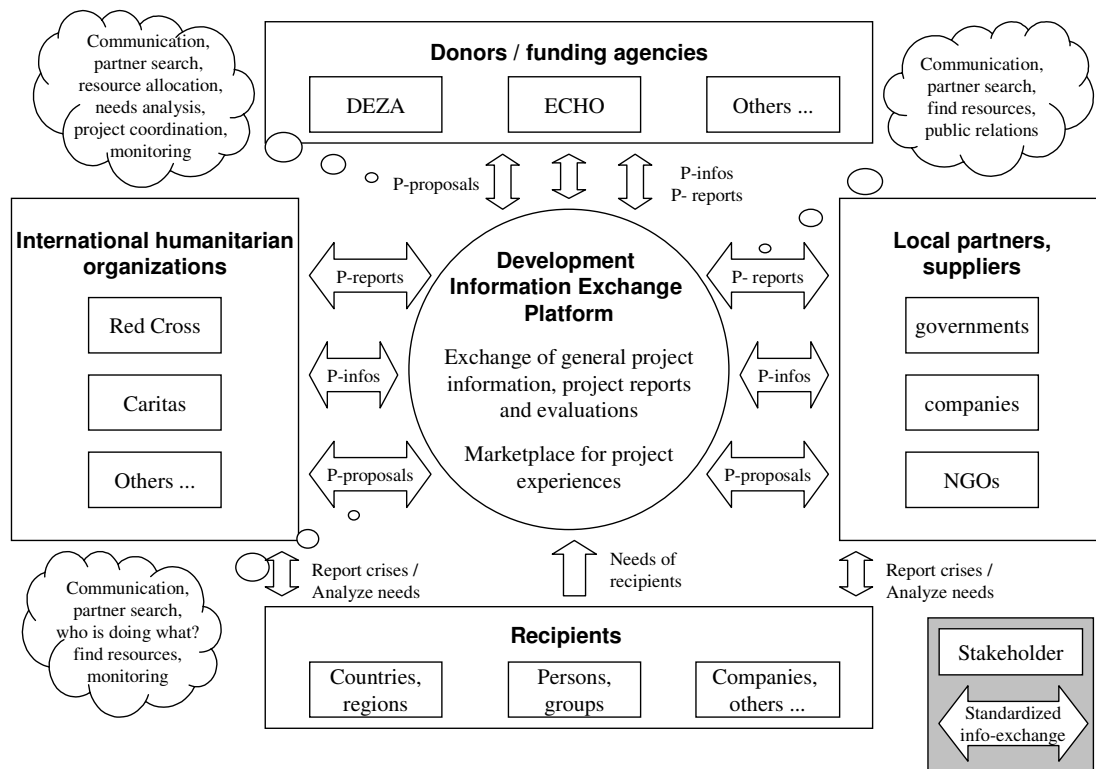 Communication,
partner search,
resource allocation,
needs analysis,
project coordination,
monitoring
Donors / funding agencies
DEZA
ECHO
Others ...
Communication,
partner search,
find resources,
public relations
P-proposals
P-infos
P- reports
International humanitarian
organizations
Red Cross
Caritas
Others ...
P-reports
P-infos
P-proposals
Development
Information Exchange
Platform
Exchange of general project
information, project reports
and evaluations
Marketplace for project
experiences
P- reports
P-infos
P-proposals
Local partners,
suppliers
governments
companies
NGOs
Communication,
partner search,
who is doing what?
find resources,
monitoring
Report crises /
Analyze needs
Needs of
recipients
Report crises /
Analyze needs
Recipients
Countries,
regions
Persons,
groups
Companies,
others ...
Stakeholder
Standardized
info-exchange